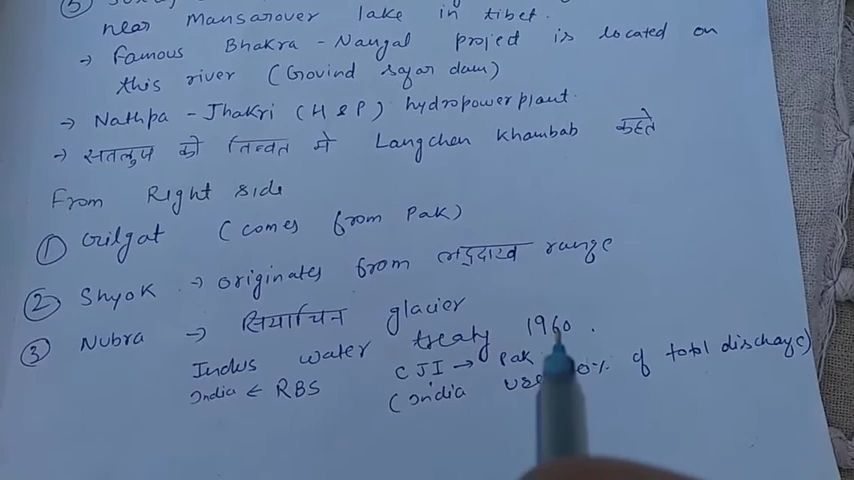 near Mansarover lake in tibet.
→ famous Bhakra - Nangal project is located on
this river (Govind sagar dam)
→ Nathpa - Jhakri (H & P) hydropower plant.
→ सतलुज को तिब्बत मे Langchen Khambab कहते
From Right side
① Gilgat (comes from Pak)
② Shyok → originates from लद्दाख range
③ Nubra → सियाचिन glacier
Indus water treaty 1960.
CJI → Pak
India ← RBS
(India of total discharge)